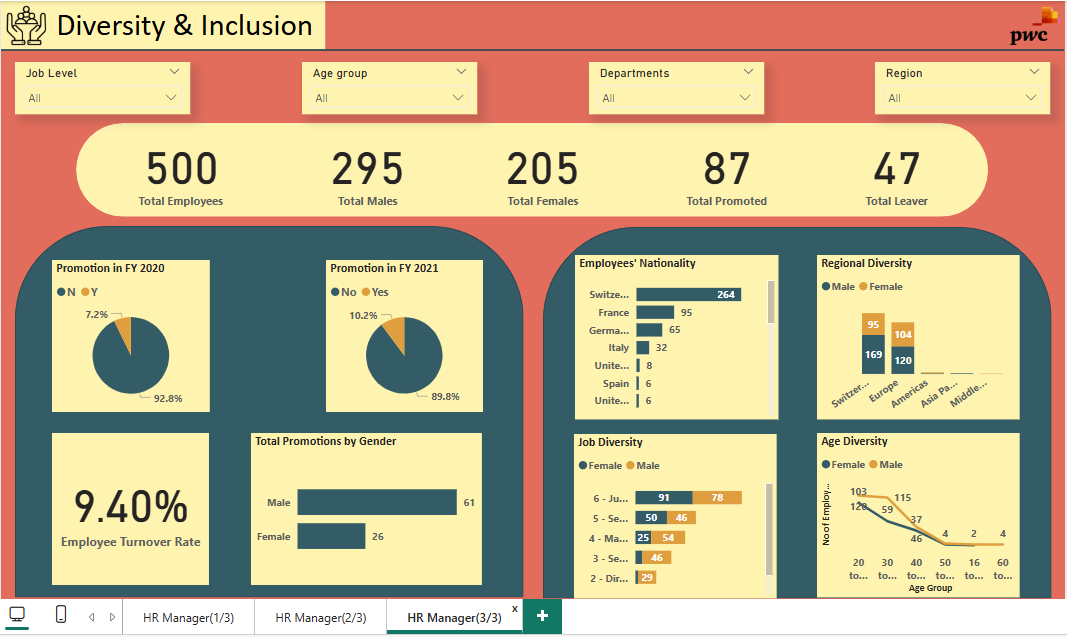 Diversity & Inclusion
pwc
Job Level
All
Age group
All
Departments
All
Region
All
500
Total Employees
295
Total Males
205
Total Females
87
Total Promoted
47
Total Leaver
Promotion in FY 2020
N Y
7.2%
92.8%
Promotion in FY 2021
No Yes
10.2%
89.8%
9.40%
Employee Turnover Rate
Total Promotions by Gender
Male 61
Female 26
Employees' Nationality
Switze... 264
France 95
Germa... 65
Italy 32
Unite... 8
Spain 6
Unite... 6
Regional Diversity
Male Female
95 104
169 120
Switzer... Europe Americas Asia Pa... Middle...
Job Diversity
Female Male
6 - Ju... 91 78
5 - Se... 50 46
4 - Ma... 25 54
3 - Se... 46
2 - Dir... 29
Age Diversity
Female Male
No of Employ...
103 115
120 59 37
46 4 2 4
20 30 40 50 16 60
to... to... to... to... to... to...
Age Group
HR Manager(1/3)
HR Manager(2/3)
HR Manager(3/3)
x
+